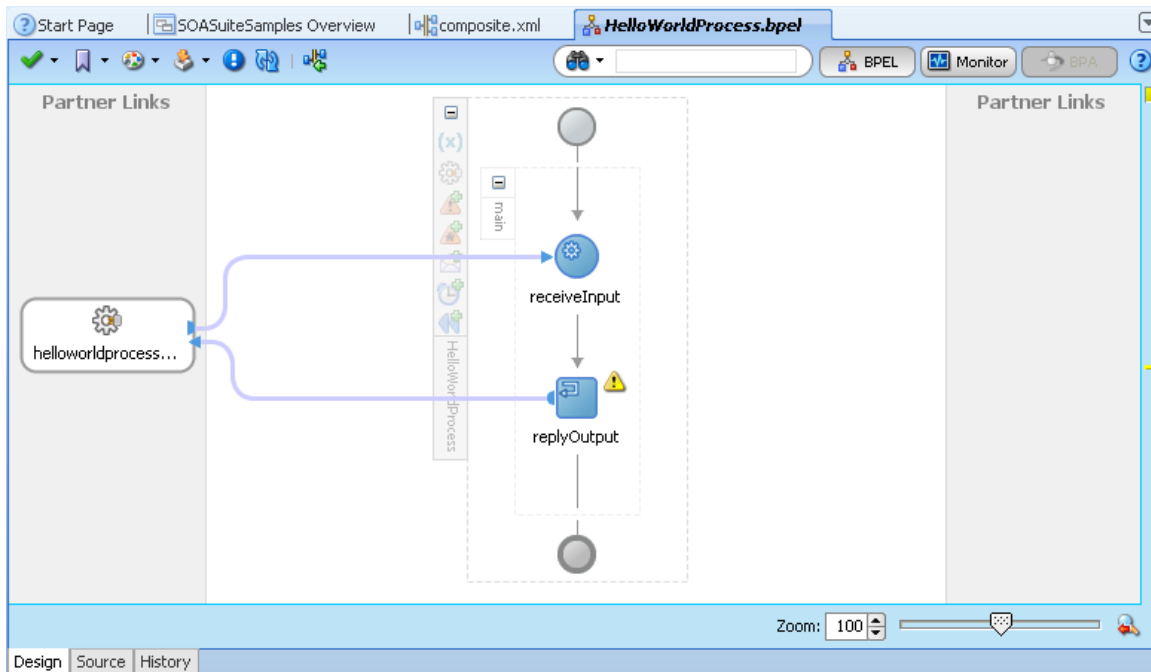 Start Page
SOASuiteSamples Overview
composite.xml
HelloWorldProcess.bpel
BPEL
Monitor
BPA
Partner Links
Partner Links
(x)
main
receiveInput
helloworldprocess...
HelloWorldProcess
replyOutput
Zoom: 100
Design
Source
History